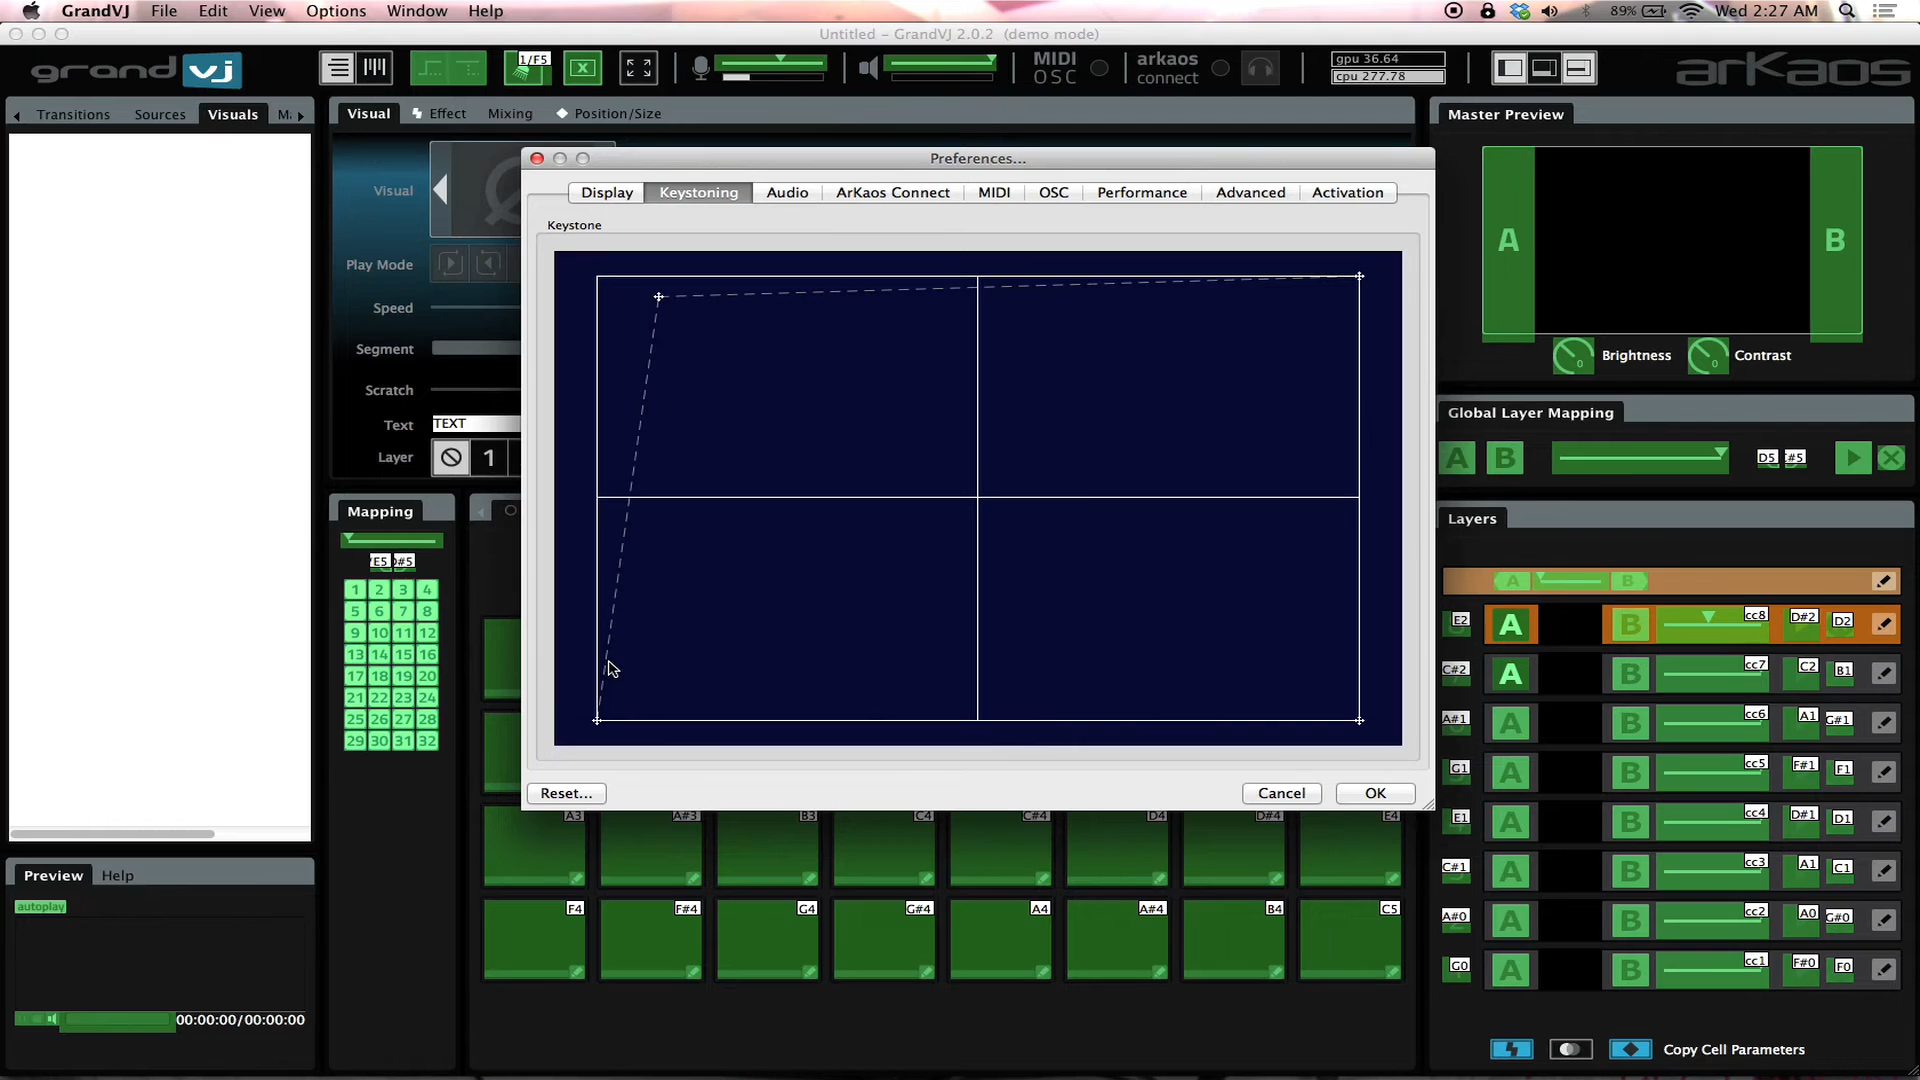 GrandVJ File Edit View Options Window Help 89% Wed 2:27 AM
Untitled – GrandVJ 2.0.2 (demo mode)
grand vj 1/F5 X MIDI OSC arkaos connect gpu 36.64 cpu 277.78 arKaos
Transitions Sources Visuals Visual Effect Mixing Position/Size Master Preview
Preferences...
Display Keystoning Audio ArKaos Connect MIDI OSC Performance Advanced Activation
Keystone
Visual
Play Mode
Speed
Segment
Scratch
Text TEXT
Layer 1
Reset... Cancel OK
A B
0 Brightness 0 Contrast
Global Layer Mapping
A B D5
Mapping
E5
1 2 3 4
5 6 7 8
9 10 11 12
13 14 15 16
17 18 19 20
21 22 23 24
25 26 27 28
29 30 31 32
A3 A#3 B3 C4 C#4 D4 D#4 E4
F4 F#4 G4 G#4 A4 A#4 B4 C5
Layers
A B
E2 A B cc8 D#2 D2
C#2 A B cc7 C2 B1
A#1 A B cc6 A1 G#1
G1 A B cc5 F#1 F1
E1 A B cc4 D#1 D1
C#1 A B cc3 A1 C1
A#0 A B cc2 A0 G#0
G0 A B cc1 F#0 F0
Copy Cell Parameters
Preview Help
autoplay
00:00:00/00:00:00